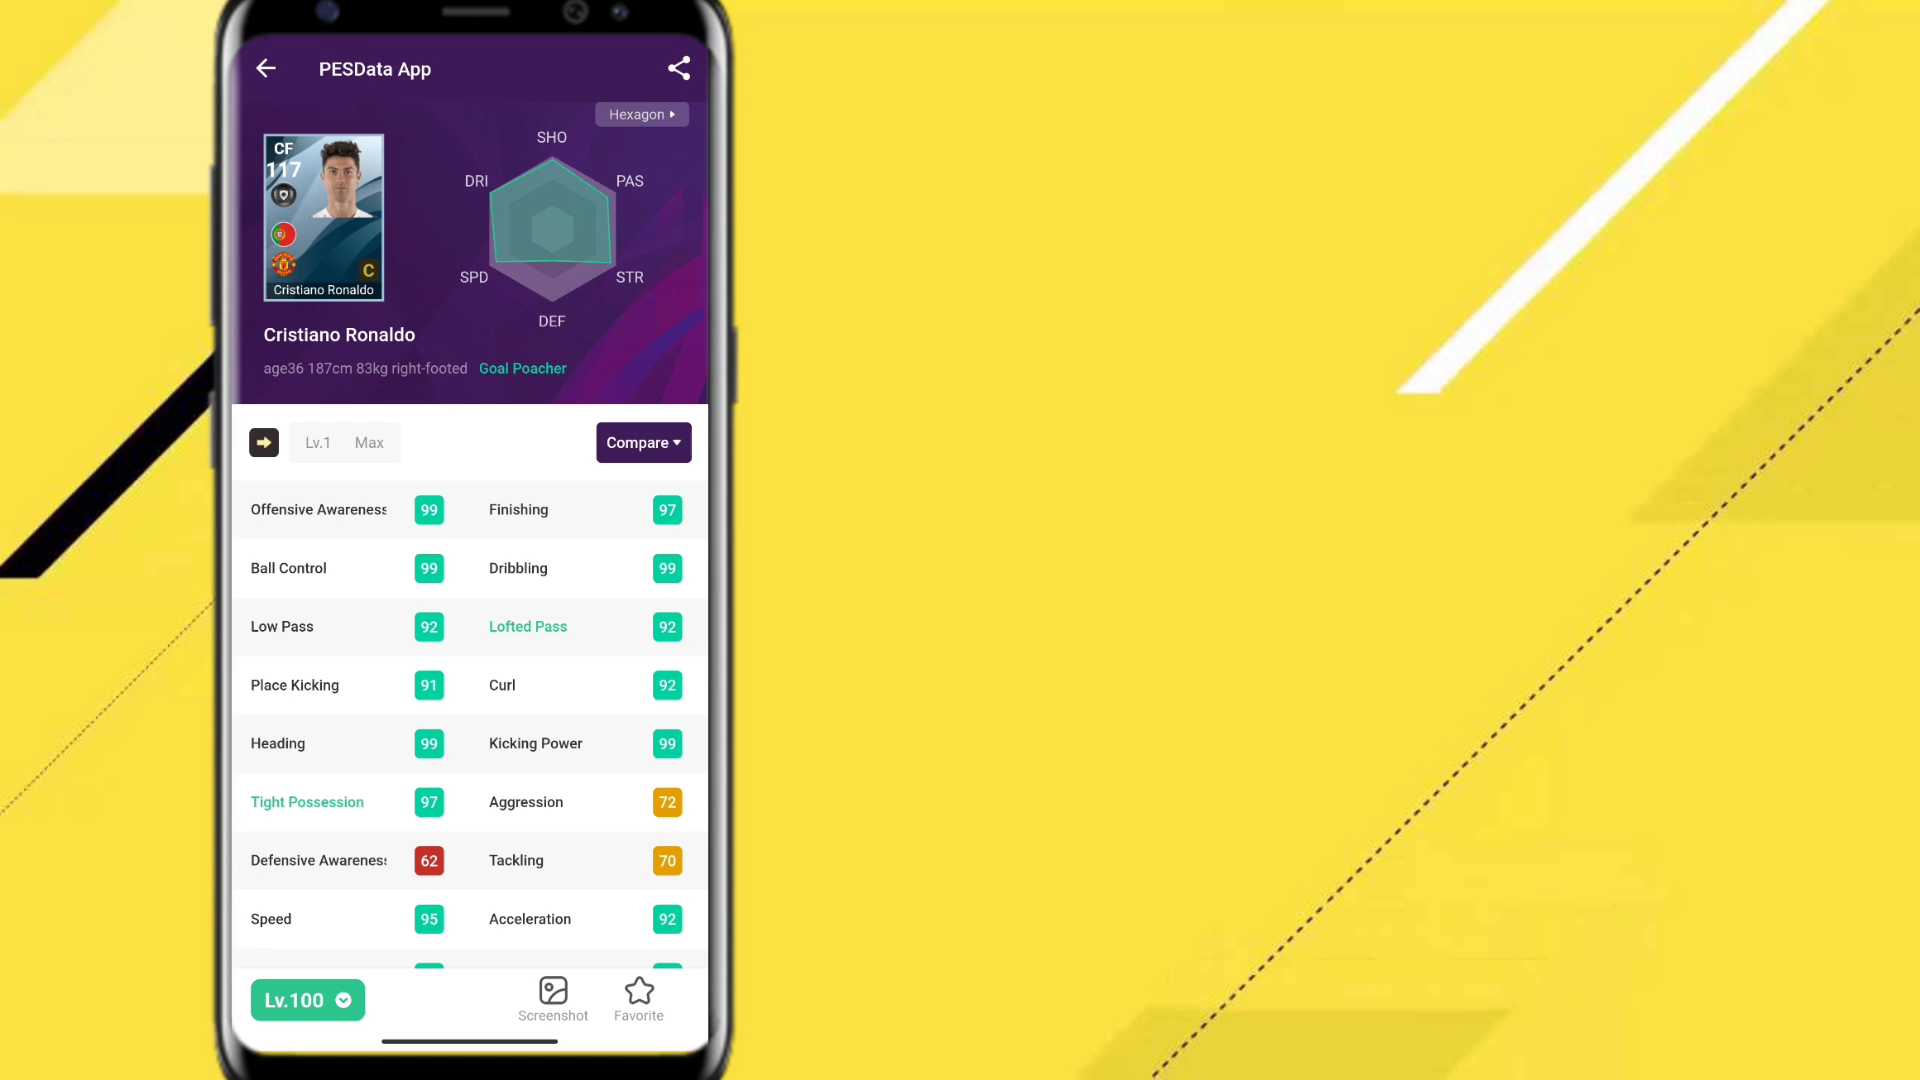 PESData App
Hexagon
SHO
DRI
PAS
SPD
STR
DEF
CF
117
C
Cristiano Ronaldo
Cristiano Ronaldo
age36 187cm 83kg right-footed Goal Poacher
Lv.1 Max
Compare
Offensive Awareness 99 Finishing 97
Ball Control 99 Dribbling 99
Low Pass 92 Lofted Pass 92
Place Kicking 91 Curl 92
Heading 99 Kicking Power 99
Tight Possession 97 Aggression 72
Defensive Awareness 62 Tackling 70
Speed 95 Acceleration 92
Lv.100
Screenshot Favorite